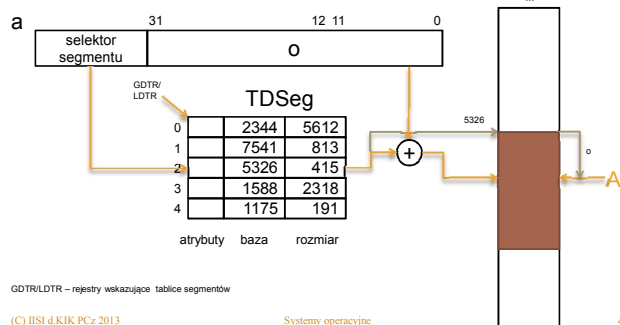 ...
a
31 12 11 0
selektor segmentu
o
GDTR/
LDTR
TDSeg
0 2344 5612
1 7541 813
2 5326 415
3 1588 2318
4 1175 191
atrybuty baza rozmiar
5326
+
o
A
GDTR/LDTR – rejestry wskazujące tablice segmentów
(C) IISI d.KIK PCz 2013 Systemy operacyjne